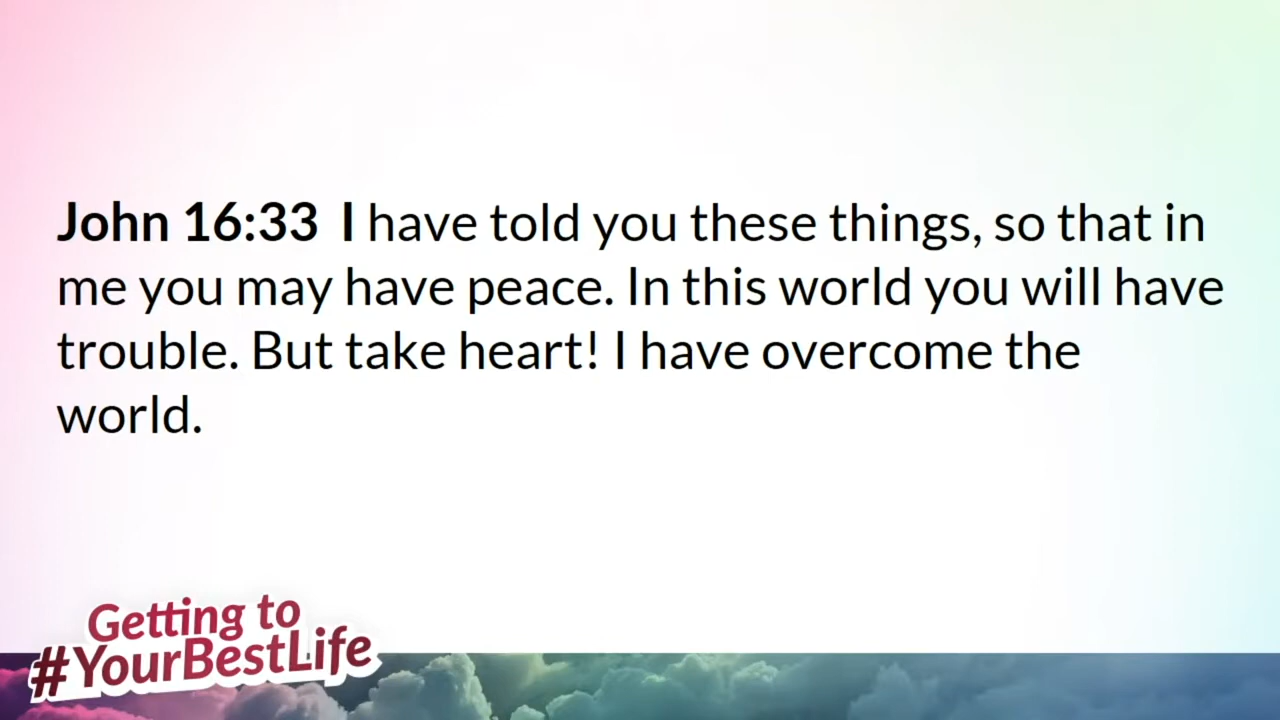 John 16:33  I have told you these things, so that in
me you may have peace. In this world you will have
trouble. But take heart! I have overcome the
world.
Getting to
#YourBestLife